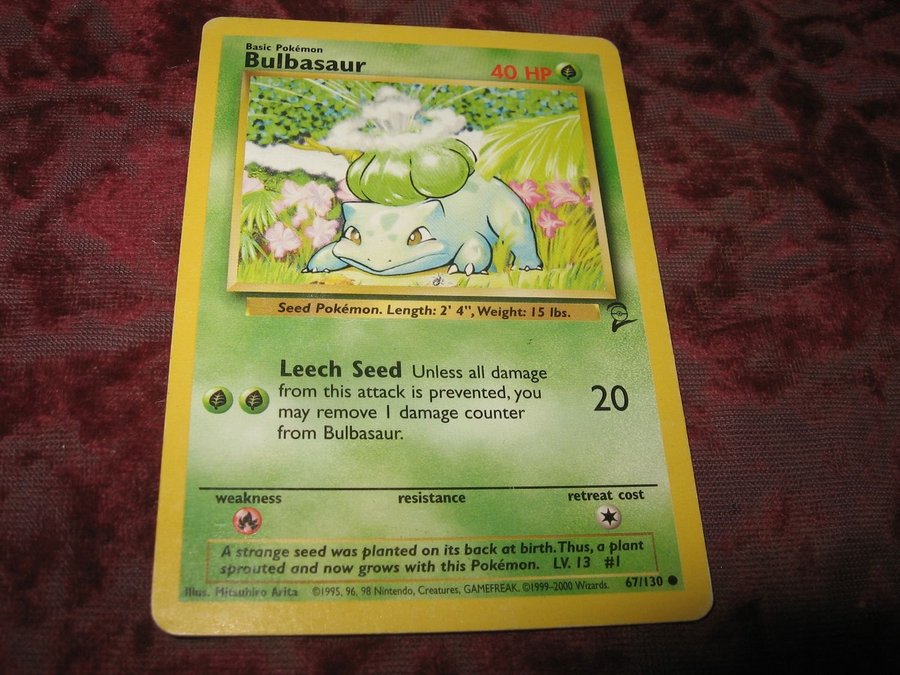 Basic Pokémon
Bulbasaur
40 HP
Seed Pokémon. Length: 2' 4", Weight: 15 lbs.
Leech Seed Unless all damage
from this attack is prevented, you
may remove 1 damage counter
from Bulbasaur.
20
weakness resistance retreat cost
A strange seed was planted on its back at birth. Thus, a plant
sprouted and now grows with this Pokémon. LV. 13 #1
Illus. Mitsuhiro Arita ©1995, 96, 98 Nintendo, Creatures, GAMEFREAK. ©1999-2000 Wizards. 67/130